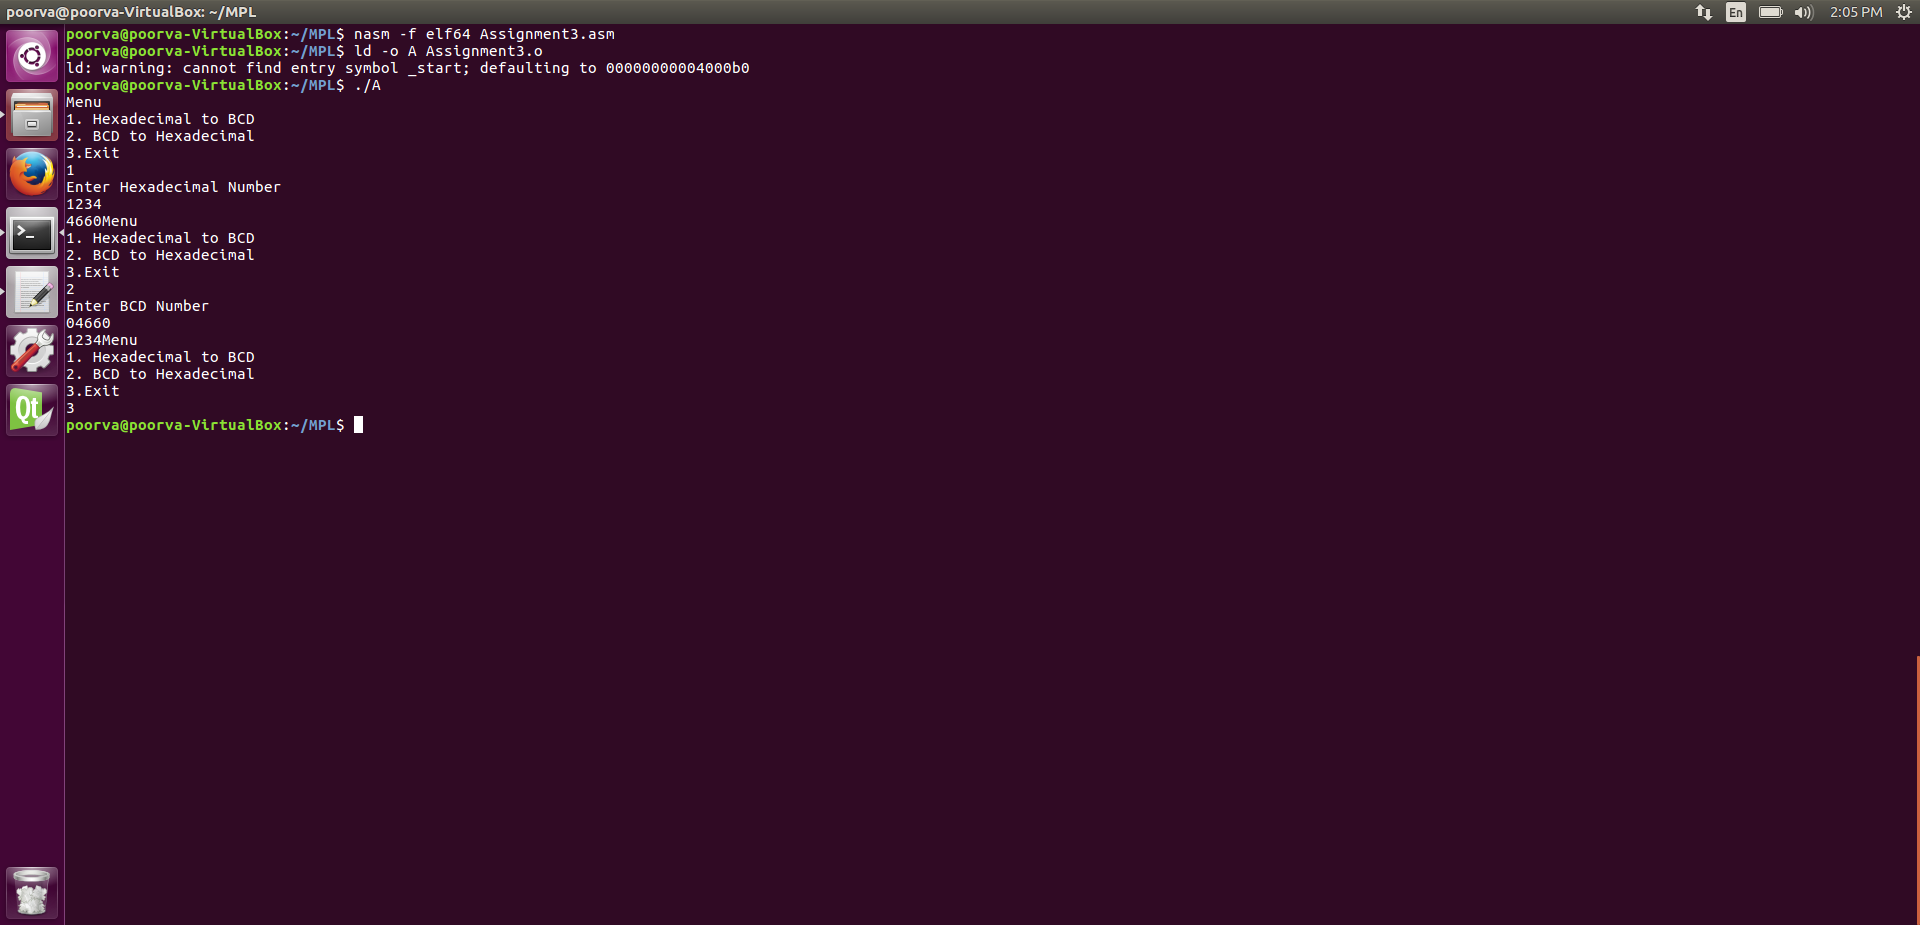 poorva@poorva-VirtualBox: ~/MPL
En
2:05 PM
poorva@poorva-VirtualBox:~/MPL$ nasm -f elf64 Assignment3.asm
poorva@poorva-VirtualBox:~/MPL$ ld -o A Assignment3.o
ld: warning: cannot find entry symbol _start; defaulting to 00000000004000b0
poorva@poorva-VirtualBox:~/MPL$ ./A
Menu
1. Hexadecimal to BCD
2. BCD to Hexadecimal
3.Exit
1
Enter Hexadecimal Number
1234
4660Menu
1. Hexadecimal to BCD
2. BCD to Hexadecimal
3.Exit
2
Enter BCD Number
04660
1234Menu
1. Hexadecimal to BCD
2. BCD to Hexadecimal
3.Exit
3
poorva@poorva-VirtualBox:~/MPL$
>_
Qt